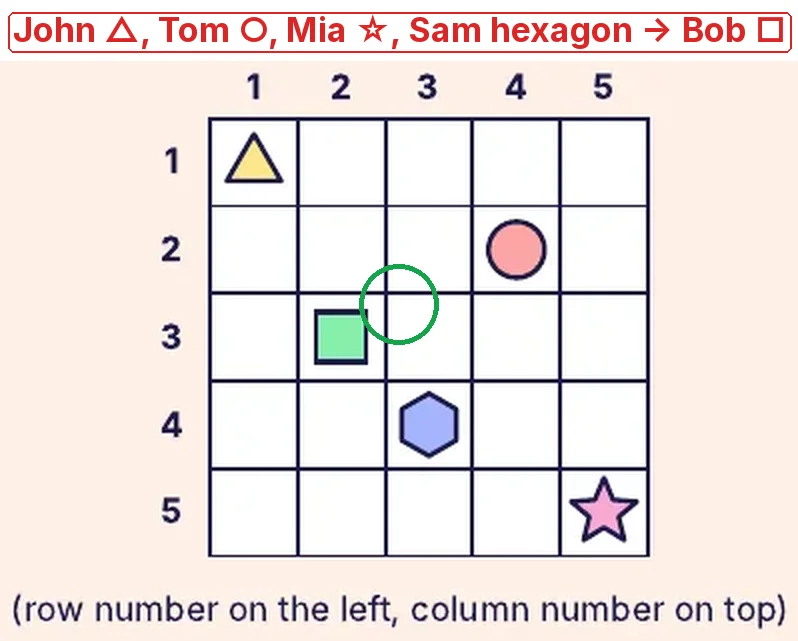 John △, Tom ○, Mia ☆, Sam hexagon → Bob □
1 2 3 4 5
1
2
3
4
5
(row number on the left, column number on top)